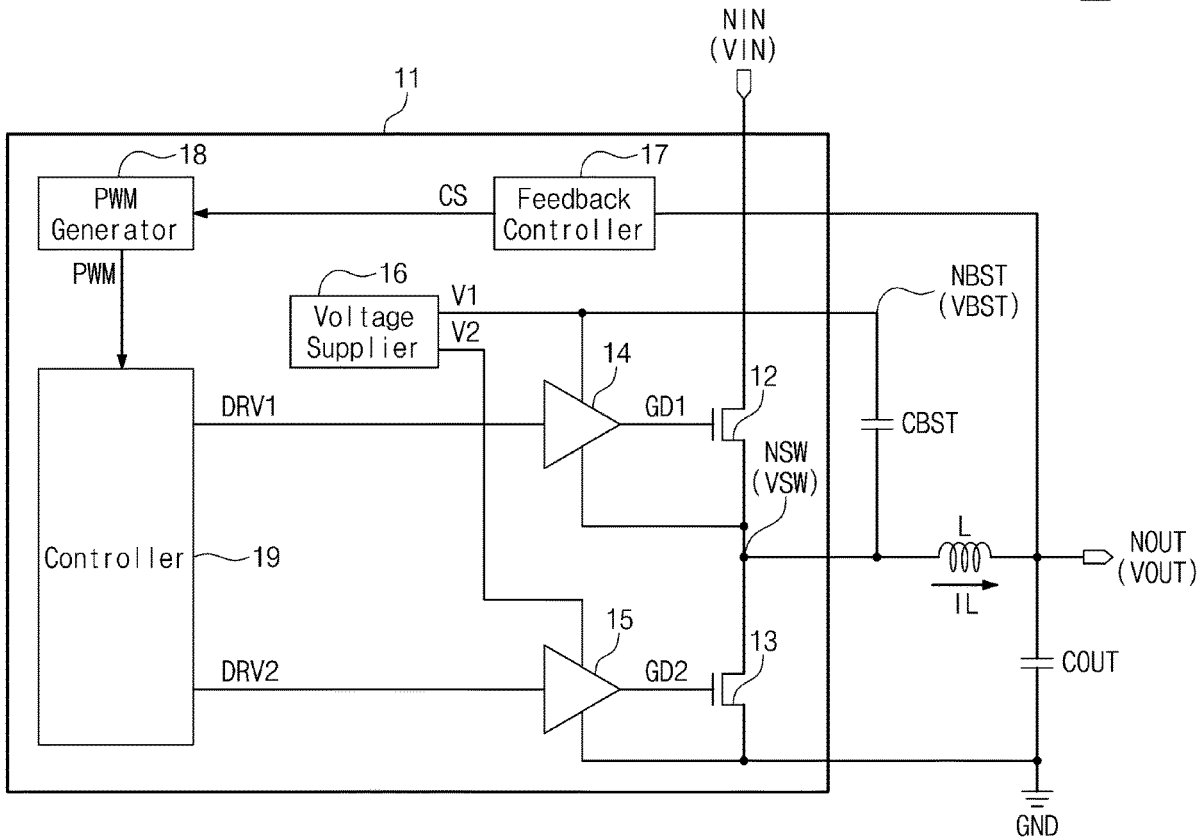 NIN
(VIN)
11
18
17
PWM
Generator
CS
Feedback
Controller
PWM
16
V1
NBST
(VBST)
Voltage
Supplier
V2
14
12
DRV1
GD1
CBST
NSW
(VSW)
Controller
19
L
NOUT
(VOUT)
IL
15
13
DRV2
GD2
COUT
GND